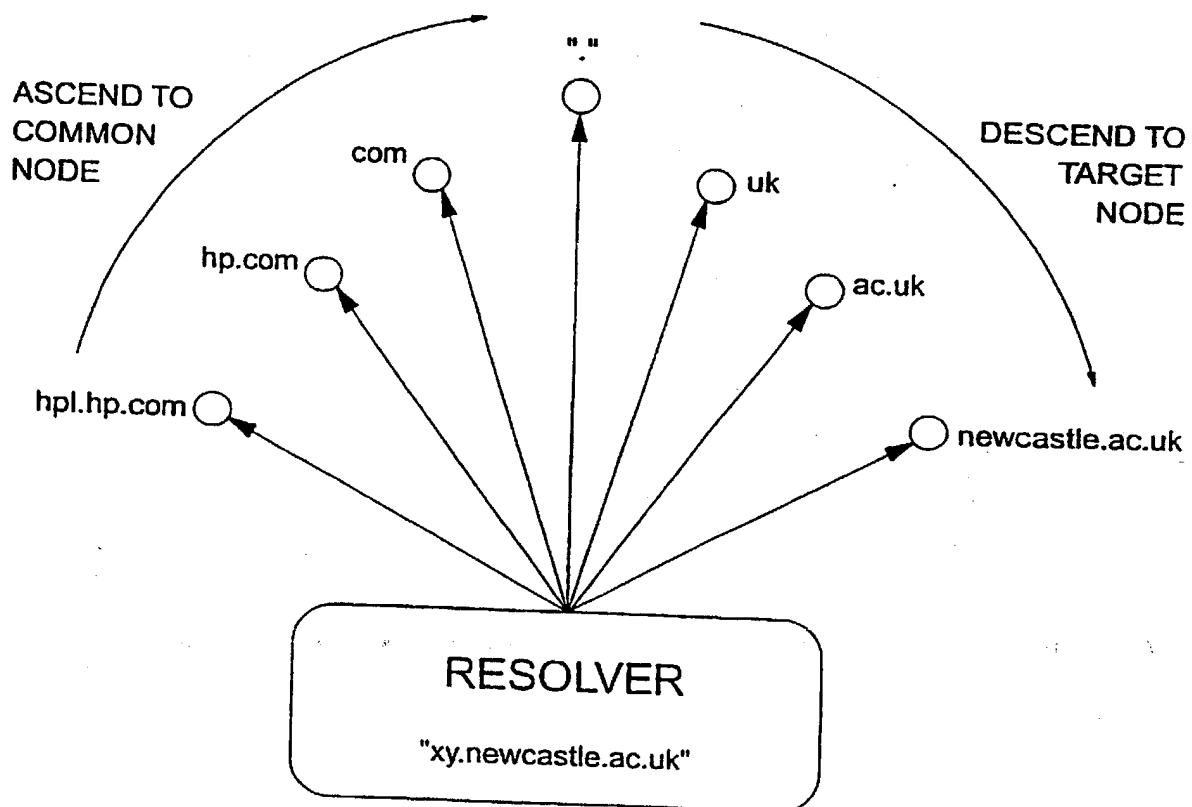 "."
ASCEND TO
COMMON
NODE
DESCEND TO
TARGET
NODE
com
uk
hp.com
ac.uk
hpl.hp.com
newcastle.ac.uk
RESOLVER
"xy.newcastle.ac.uk"